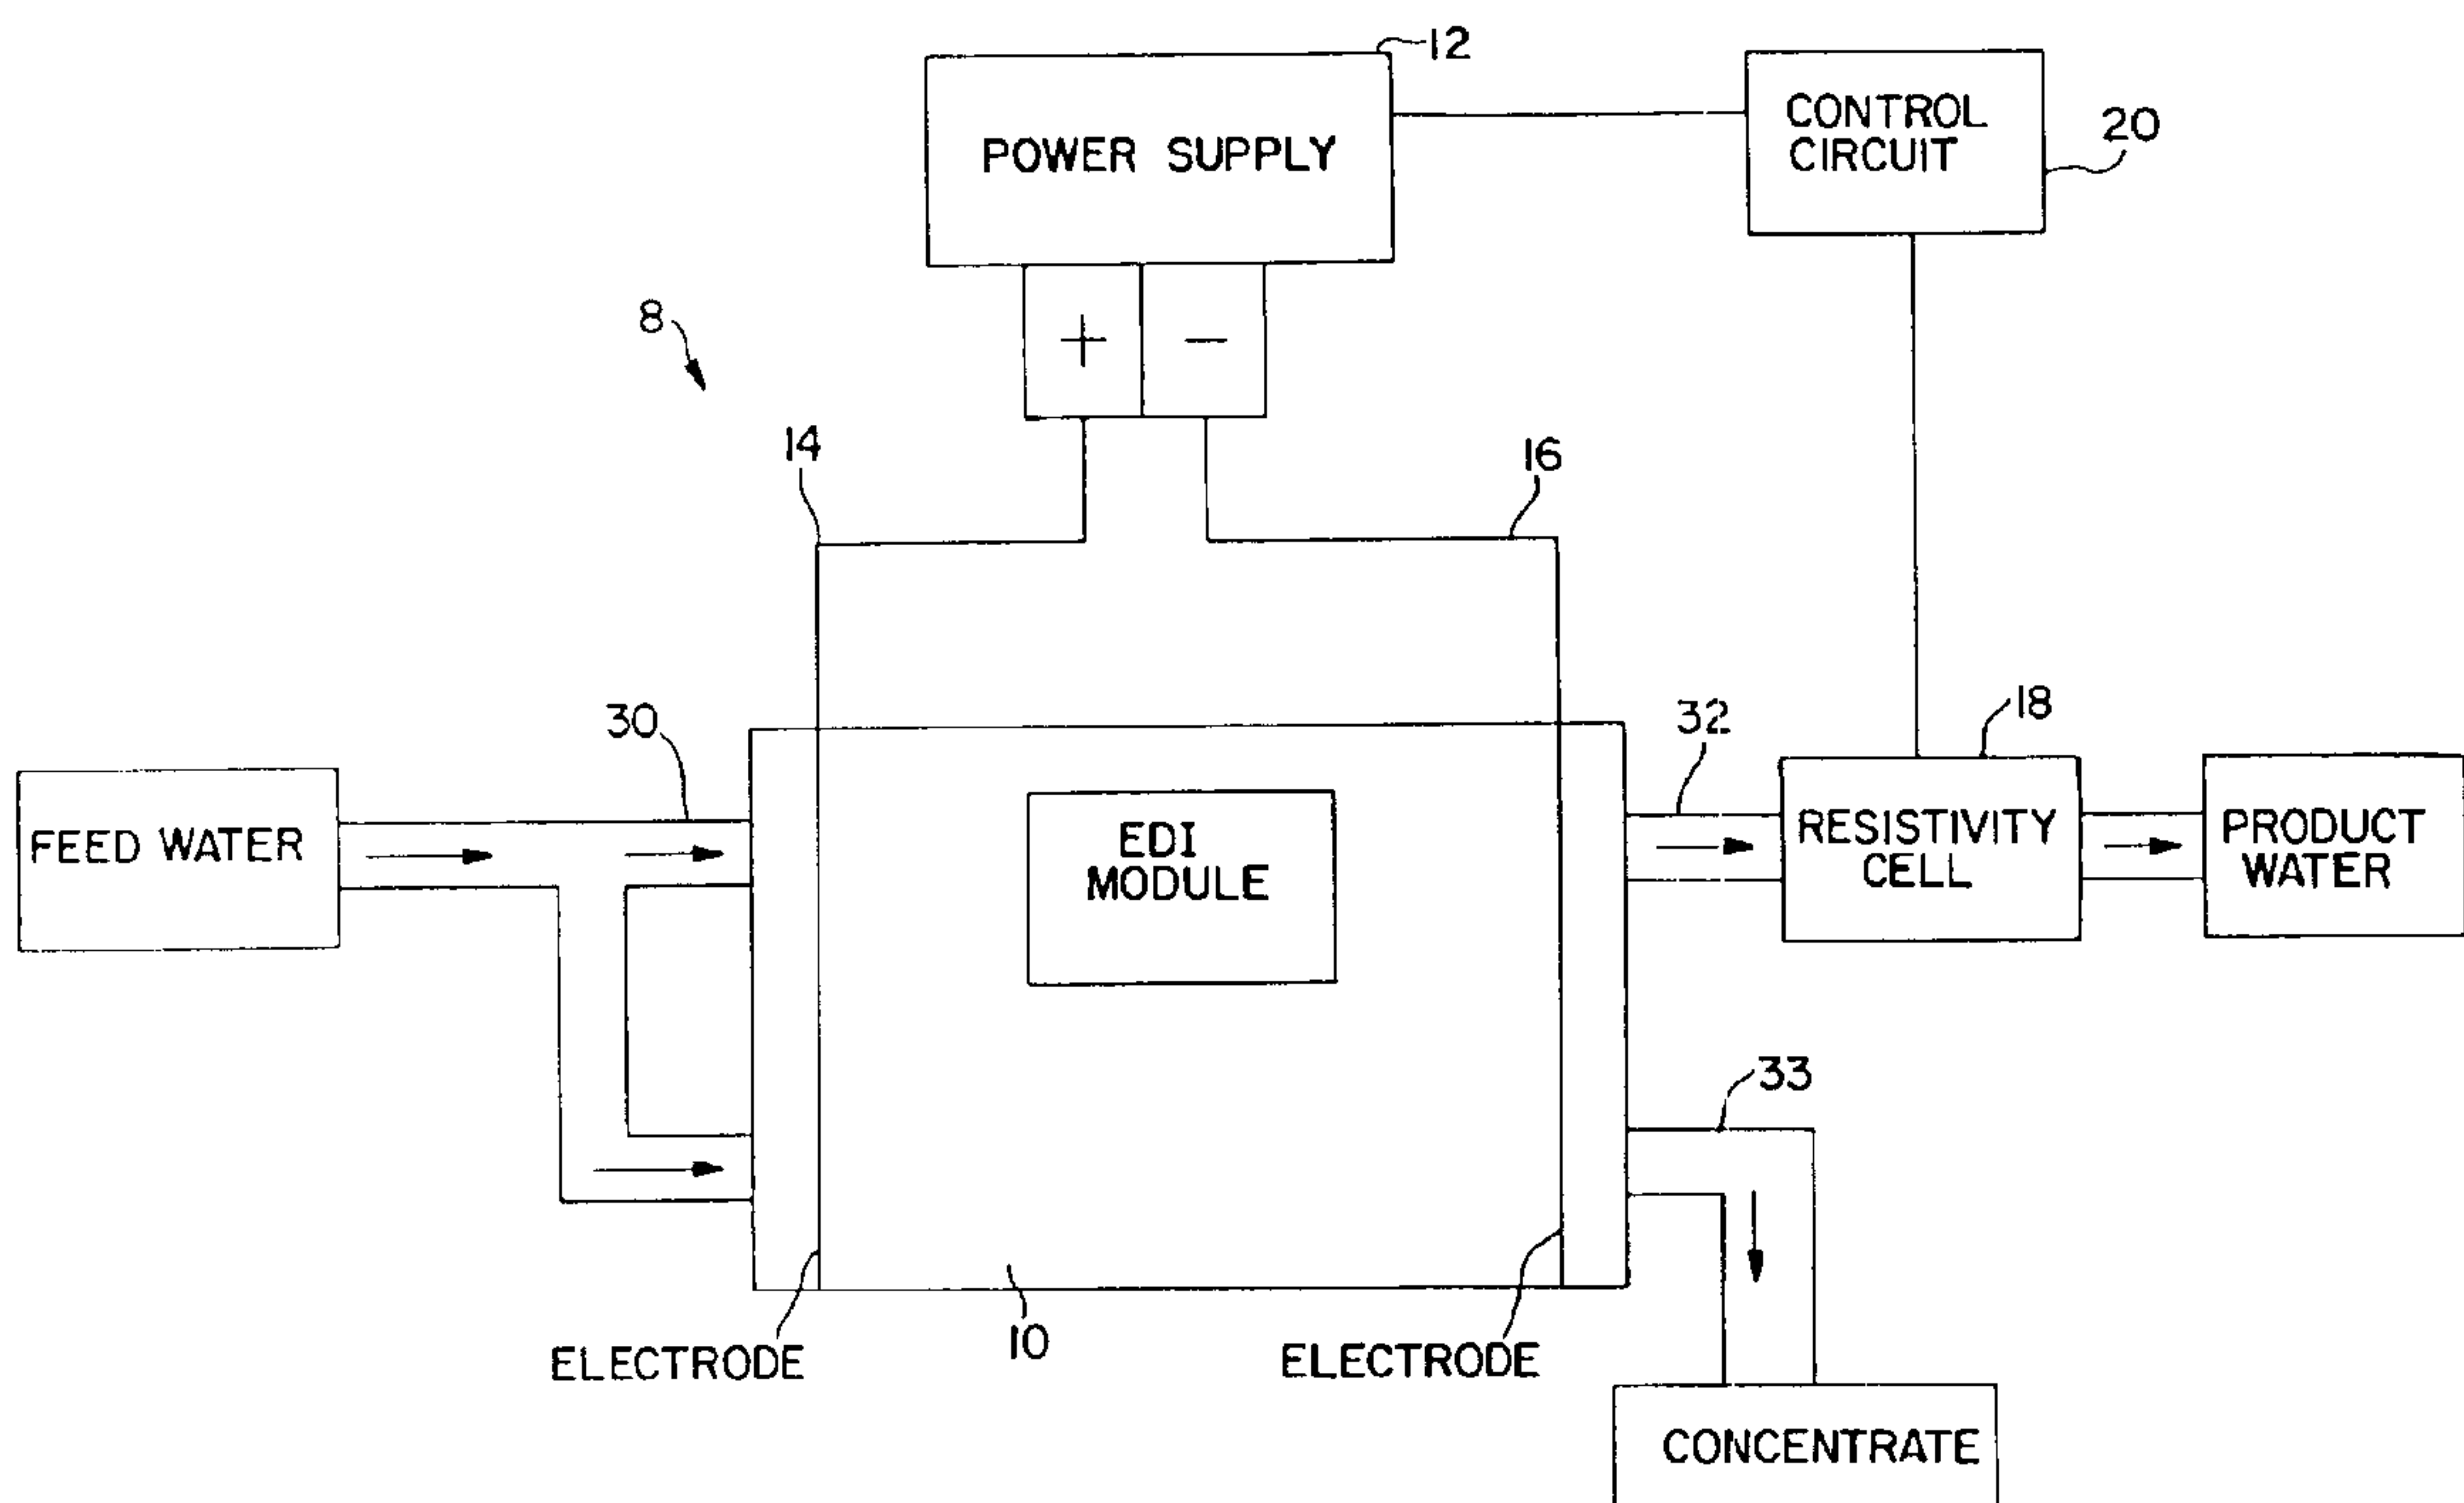 12
POWER SUPPLY
CONTROL
CIRCUIT
20
+ −
8
14
16
30
32
18
FEED WATER
EDI
MODULE
RESISTIVITY
CELL
PRODUCT
WATER
33
ELECTRODE
10
ELECTRODE
CONCENTRATE